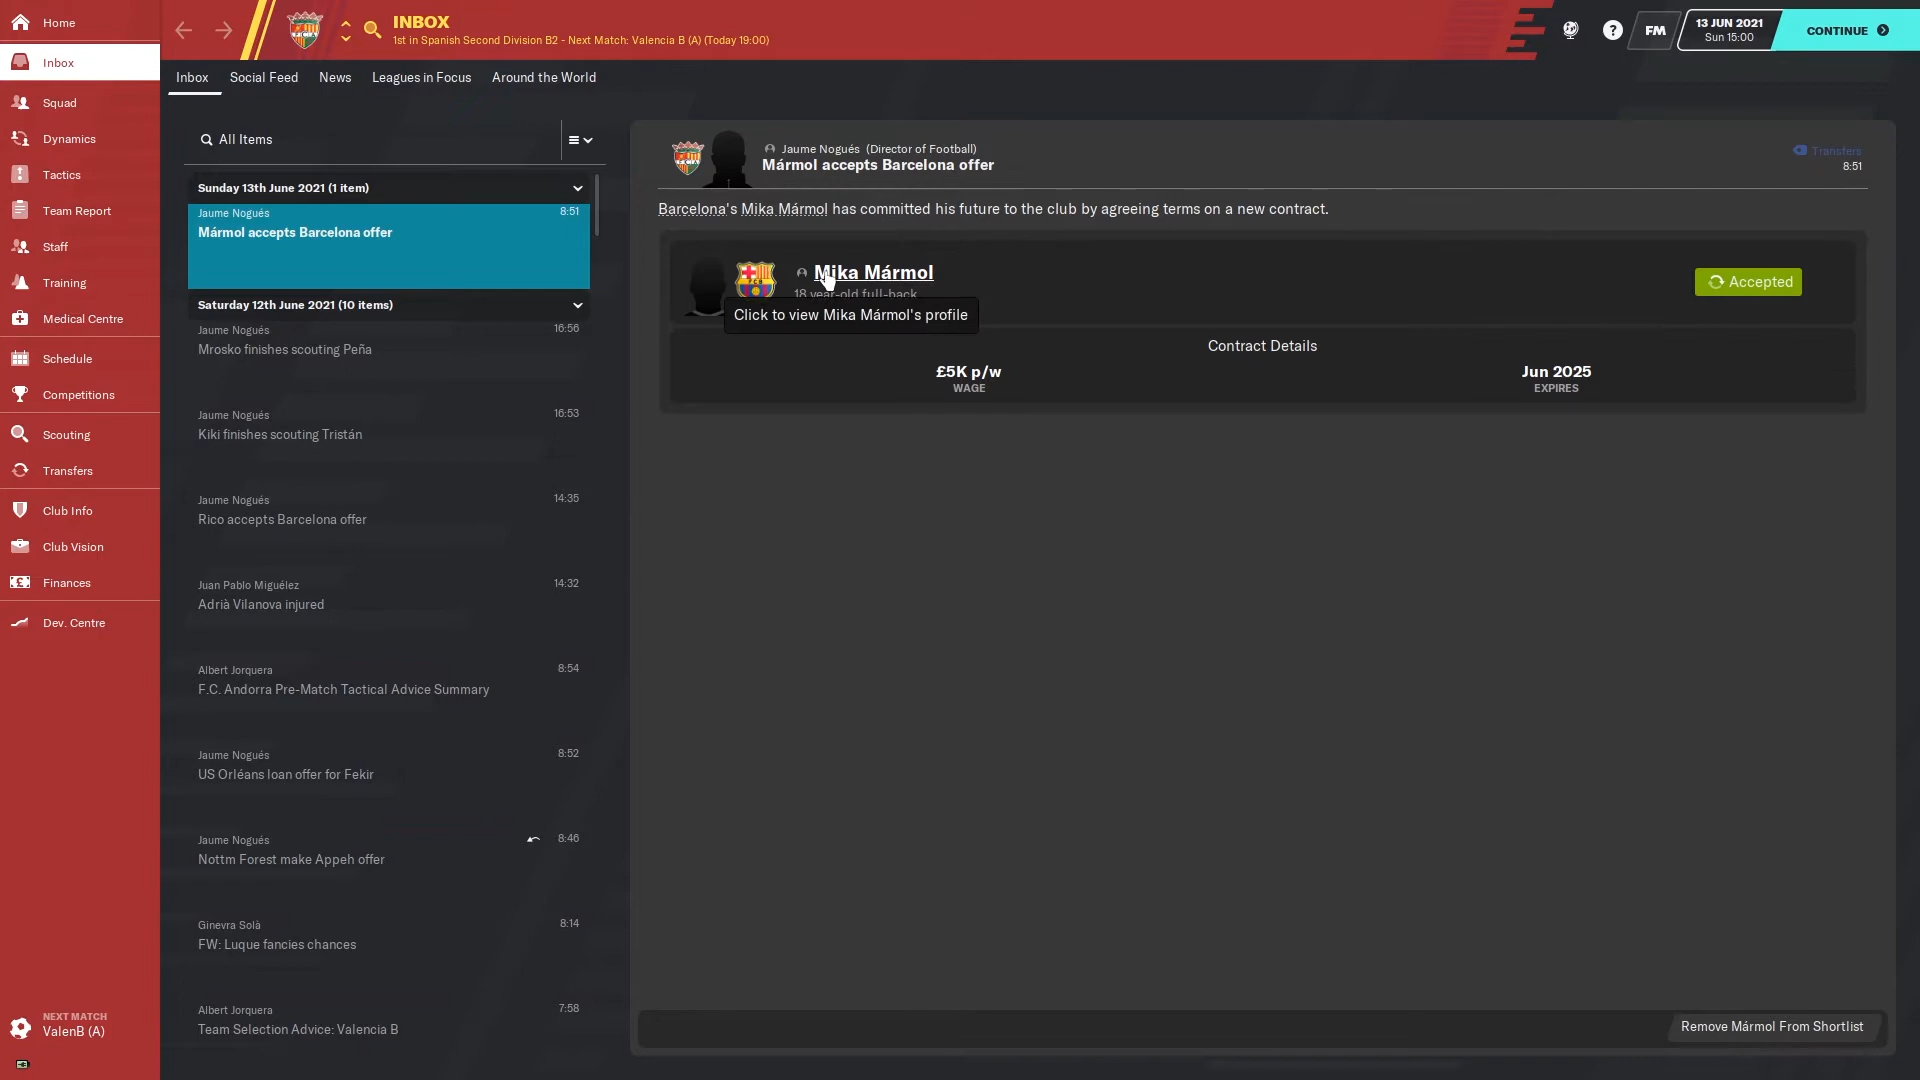 Home
Inbox
Squad
Dynamics
Tactics
Team Report
Staff
Training
Medical Centre
Schedule
Competitions
Scouting
Transfers
Club Info
Club Vision
Finances
Dev. Centre
NEXT MATCH
ValenB (A)
INBOX
1st in Spanish Second Division B2 - Next Match: Valencia B (A) (Today 19:00)
?
FM
13 JUN 2021
Sun 15:00
CONTINUE
Inbox Social Feed News Leagues in Focus Around the World
All Items
Sunday 13th June 2021 (1 item)
Jaume Nogués 8:51
Mármol accepts Barcelona offer
Saturday 12th June 2021 (10 items)
Jaume Nogués 16:56
Mrosko finishes scouting Peña
Jaume Nogués 16:53
Kiki finishes scouting Tristán
Jaume Nogués 14:35
Rico accepts Barcelona offer
Juan Pablo Miguélez 14:32
Adrià Vilanova injured
Albert Jorquera 8:54
F.C. Andorra Pre-Match Tactical Advice Summary
Jaume Nogués 8:52
US Orléans loan offer for Fekir
Jaume Nogués 8:46
Nottm Forest make Appeh offer
Ginevra Solà 8:14
FW: Luque fancies chances
Albert Jorquera 7:58
Team Selection Advice: Valencia B
Jaume Nogués (Director of Football)
Mármol accepts Barcelona offer
Transfers
8:51
Barcelona's Mika Mármol has committed his future to the club by agreeing terms on a new contract.
Mika Mármol
18 year-old full-back
Accepted
Click to view Mika Mármol's profile
Contract Details
£5K p/w
WAGE
Jun 2025
EXPIRES
Remove Mármol From Shortlist